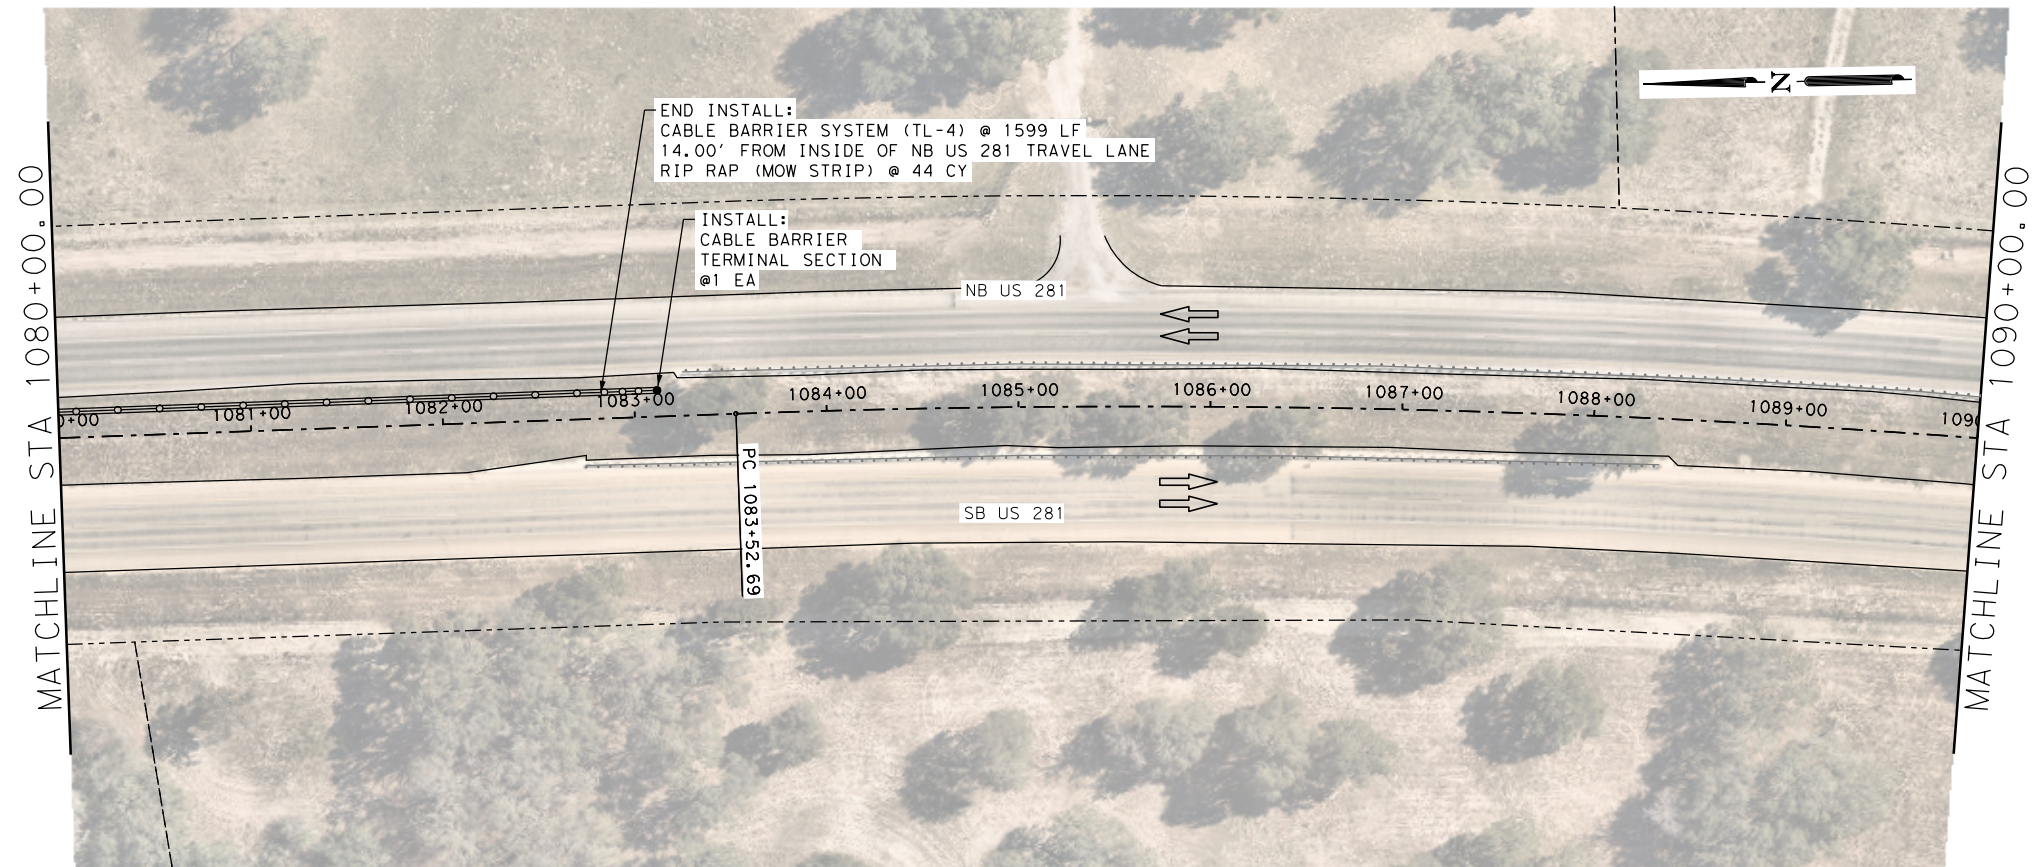 N
END INSTALL:
CABLE BARRIER SYSTEM (TL-4) @ 1599 LF
14.00' FROM INSIDE OF NB US 281 TRAVEL LANE
RIP RAP (MOW STRIP) @ 44 CY
INSTALL:
CABLE BARRIER
TERMINAL SECTION
@1 EA
MATCHLINE STA 1080+00.00
MATCHLINE STA 1090+00.00
NB US 281
0+00
1081+00
1082+00
1083+00
1084+00
1085+00
1086+00
1087+00
1088+00
1089+00
1090
PC 1083+52.69
SB US 281